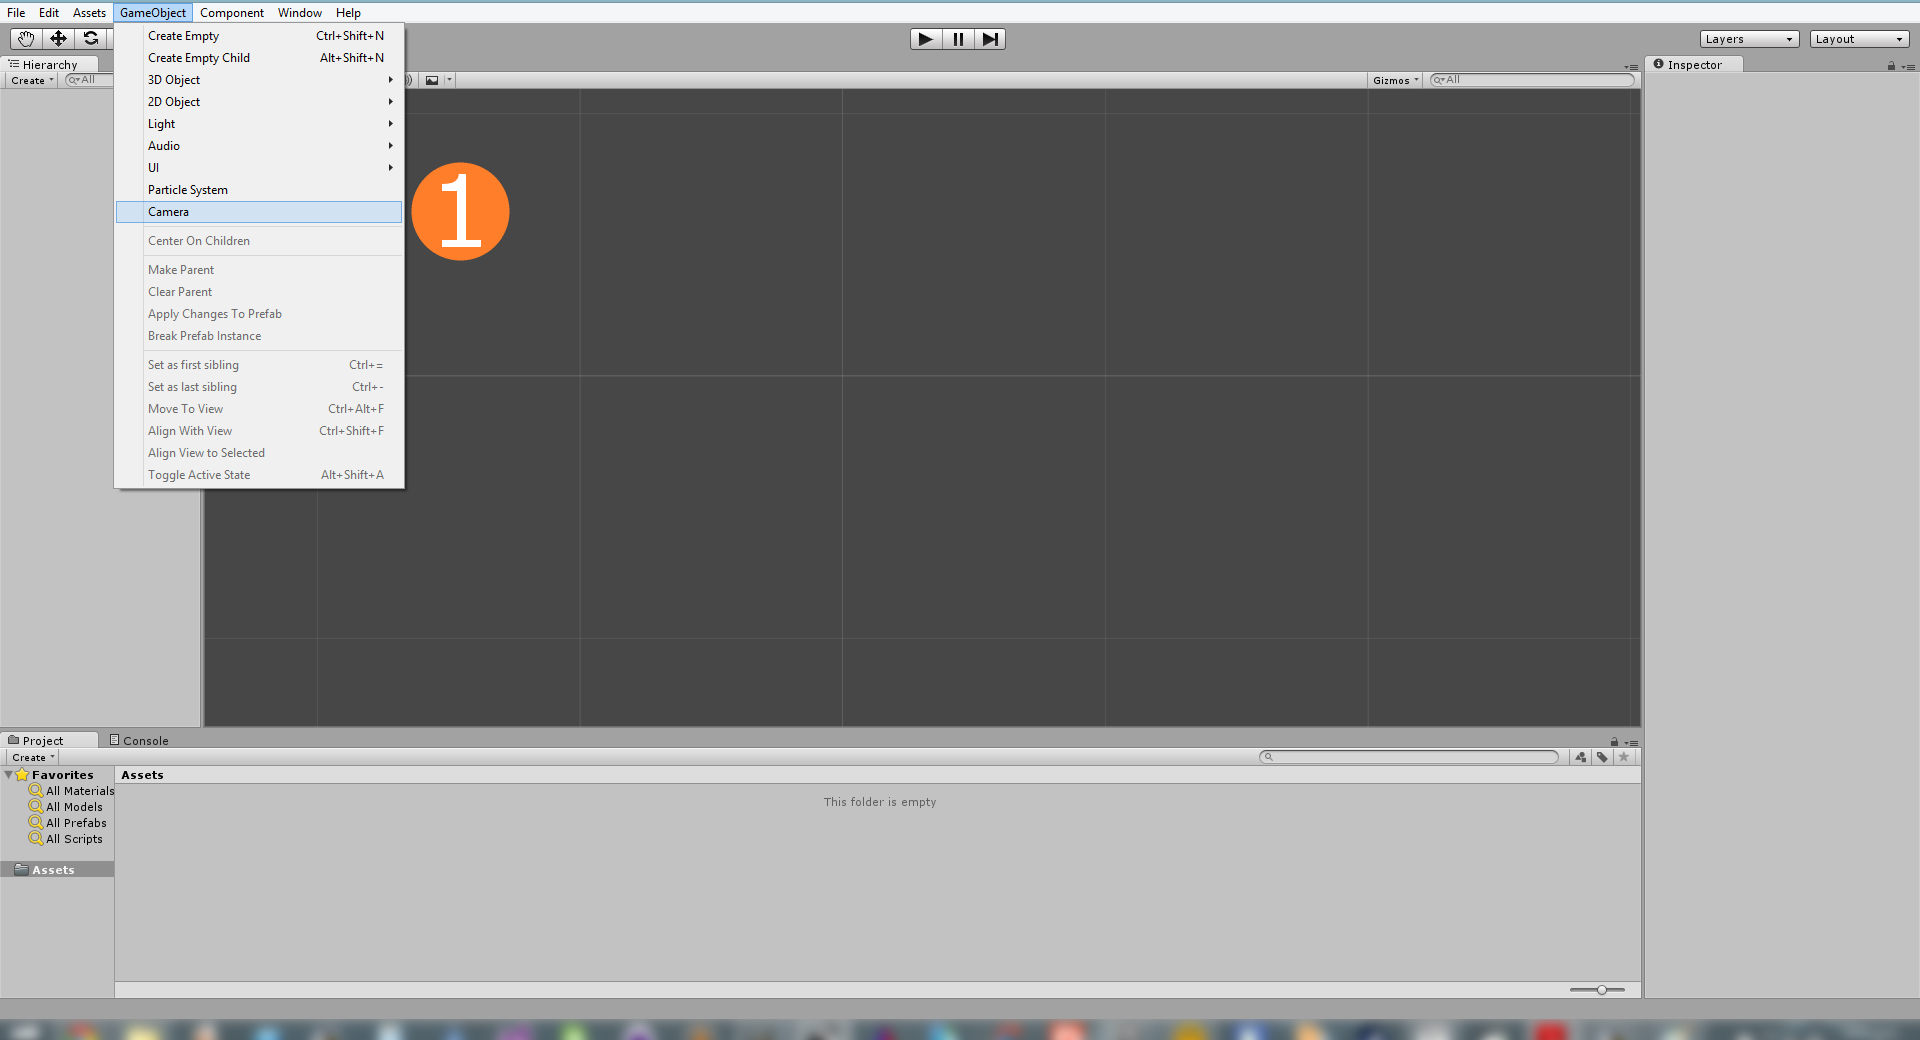 File Edit Assets GameObject Component Window Help
Layers Layout
Create Empty Ctrl+Shift+N
Create Empty Child Alt+Shift+N
3D Object
2D Object
Light
Audio
UI
Particle System
Camera
Center On Children
Make Parent
Clear Parent
Apply Changes To Prefab
Break Prefab Instance
Set as first sibling Ctrl+=
Set as last sibling Ctrl+-
Move To View Ctrl+Alt+F
Align With View Ctrl+Shift+F
Align View to Selected
Toggle Active State Alt+Shift+A
1
Hierarchy
Create All
Gizmos All
Inspector
Project Console
Create
Favorites
All Materials
All Models
All Prefabs
All Scripts
Assets
Assets
This folder is empty